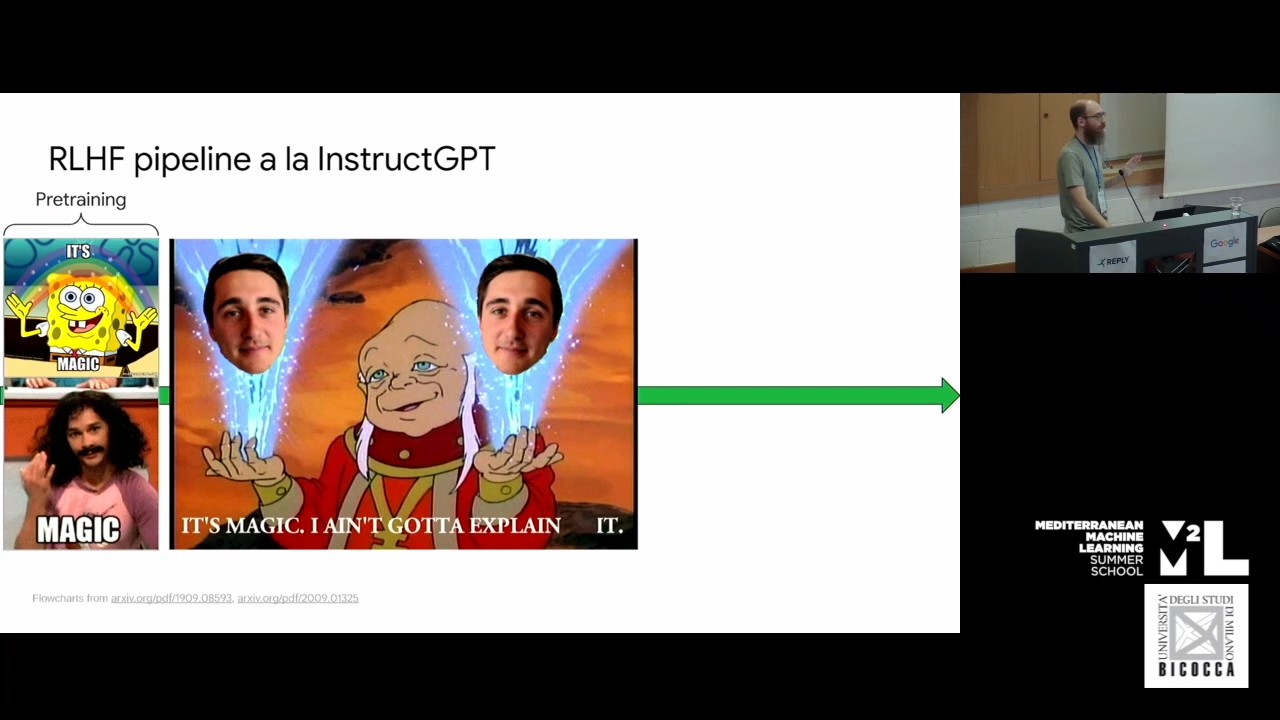 RLHF pipeline a la InstructGPT
Pretraining
IT'S
MAGIC
MAGIC
IT'S MAGIC. I AIN'T GOTTA EXPLAIN IT.
Flowcharts from arxiv.org/pdf/1909.08593, arxiv.org/pdf/2009.01325
REPLY
Google
MEDITERRANEAN
MACHINE
LEARNING
SUMMER
SCHOOL
M2L
UNIVERSITA'
DEGLI STUDI
DI MILANO
BICOCCA